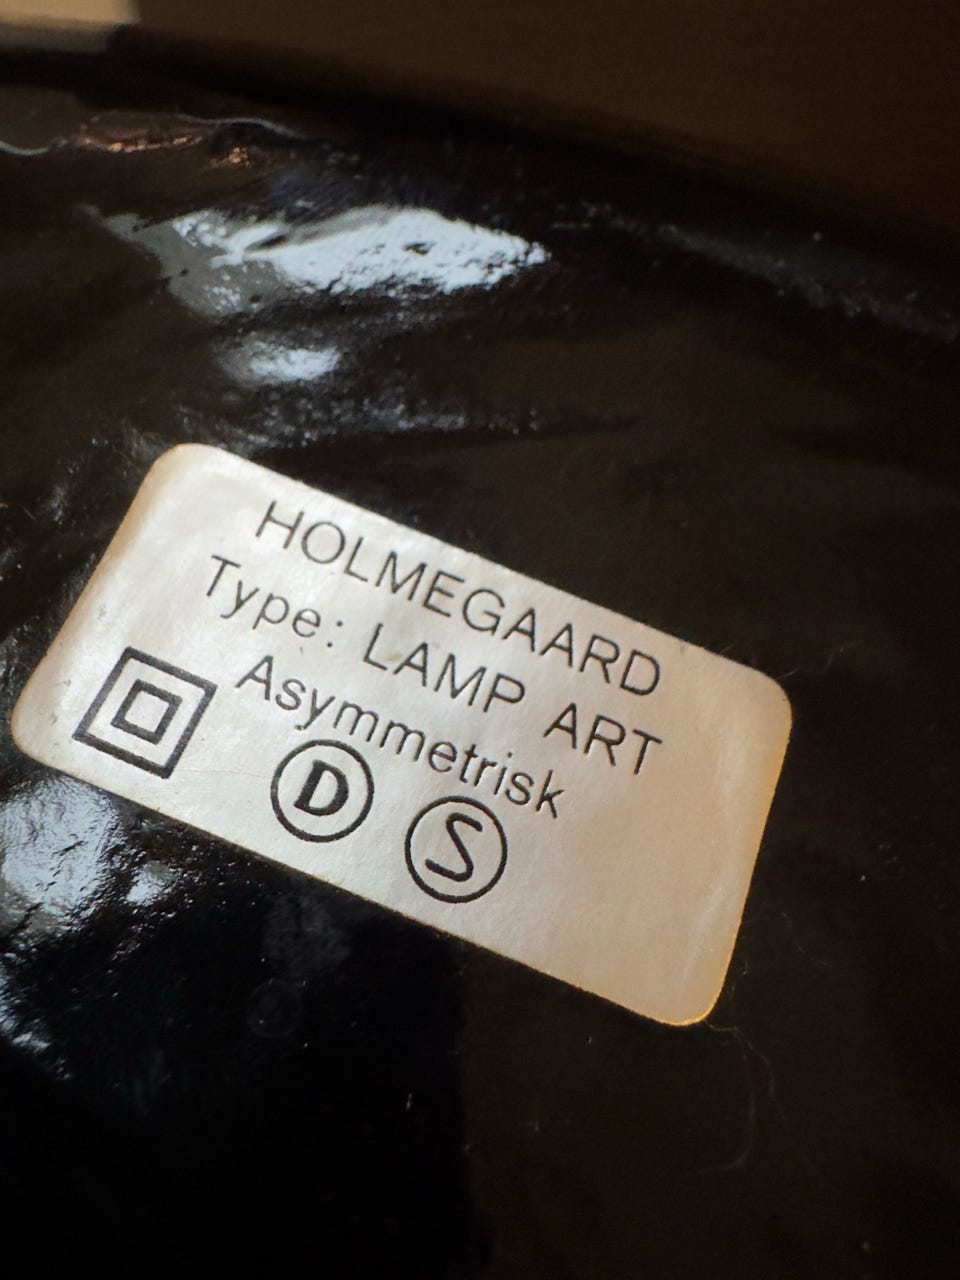 HOLMEGAARD
Type: LAMP ART
Asymmetrisk
D S